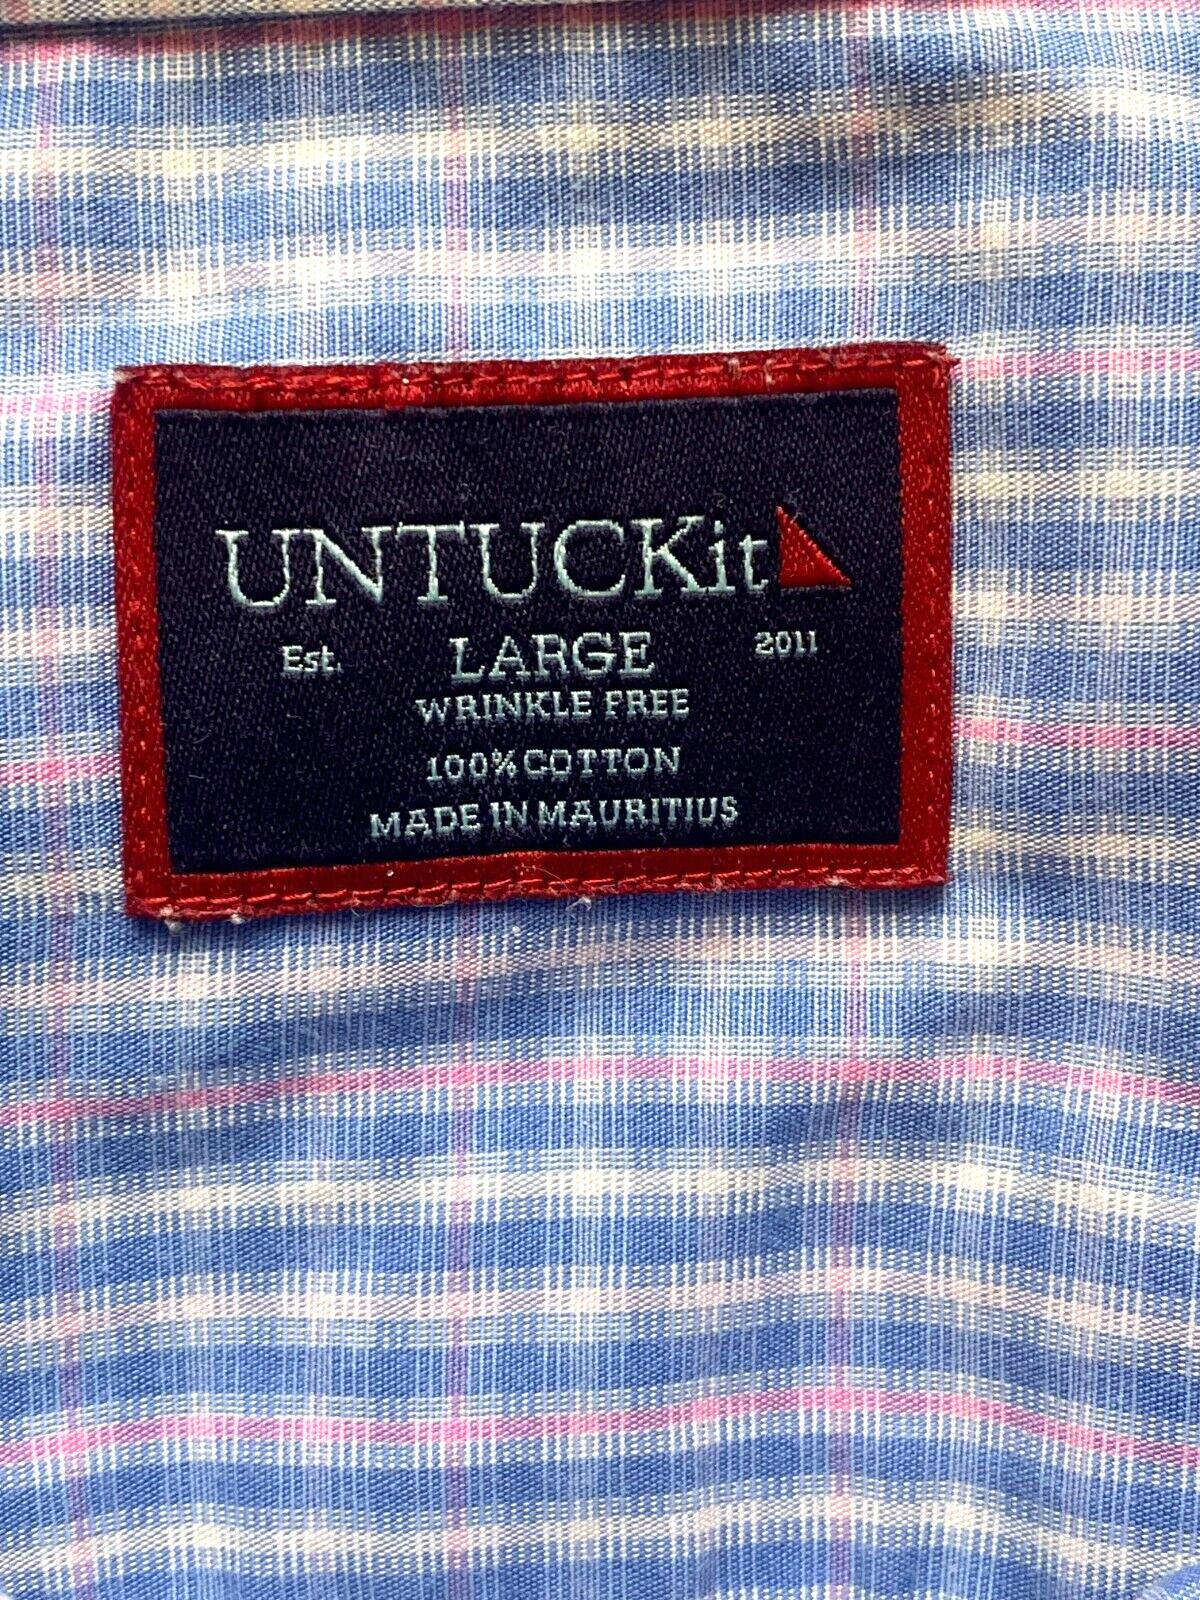 UNTUCKit
Est. LARGE 2011
WRINKLE FREE
100% COTTON
MADE IN MAURITIUS